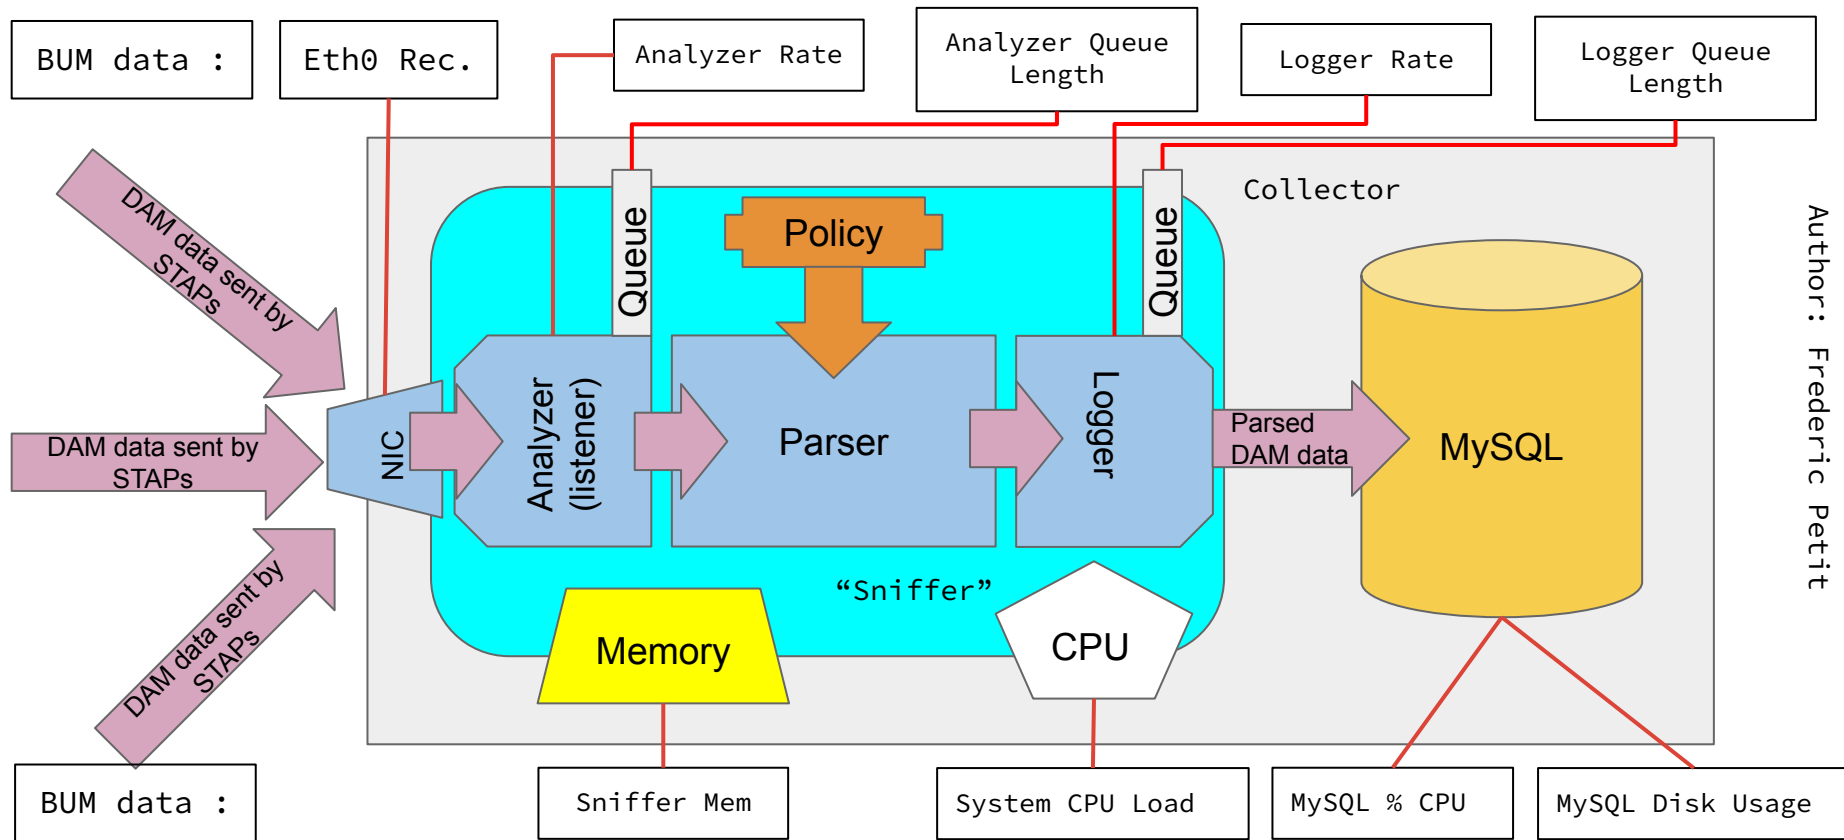 BUM data :
Eth0 Rec.
Analyzer Rate
Analyzer Queue
Length
Logger Rate
Logger Queue
Length
Collector
DAM data sent by
STAPs
DAM data sent by
STAPs
DAM data sent by
STAPs
NIC
Analyzer
(listener)
Queue
Policy
Parser
Queue
Logger
Parsed
DAM data
MySQL
“Sniffer”
Memory
CPU
Author: Frederic Petit
BUM data :
Sniffer Mem
System CPU Load
MySQL % CPU
MySQL Disk Usage